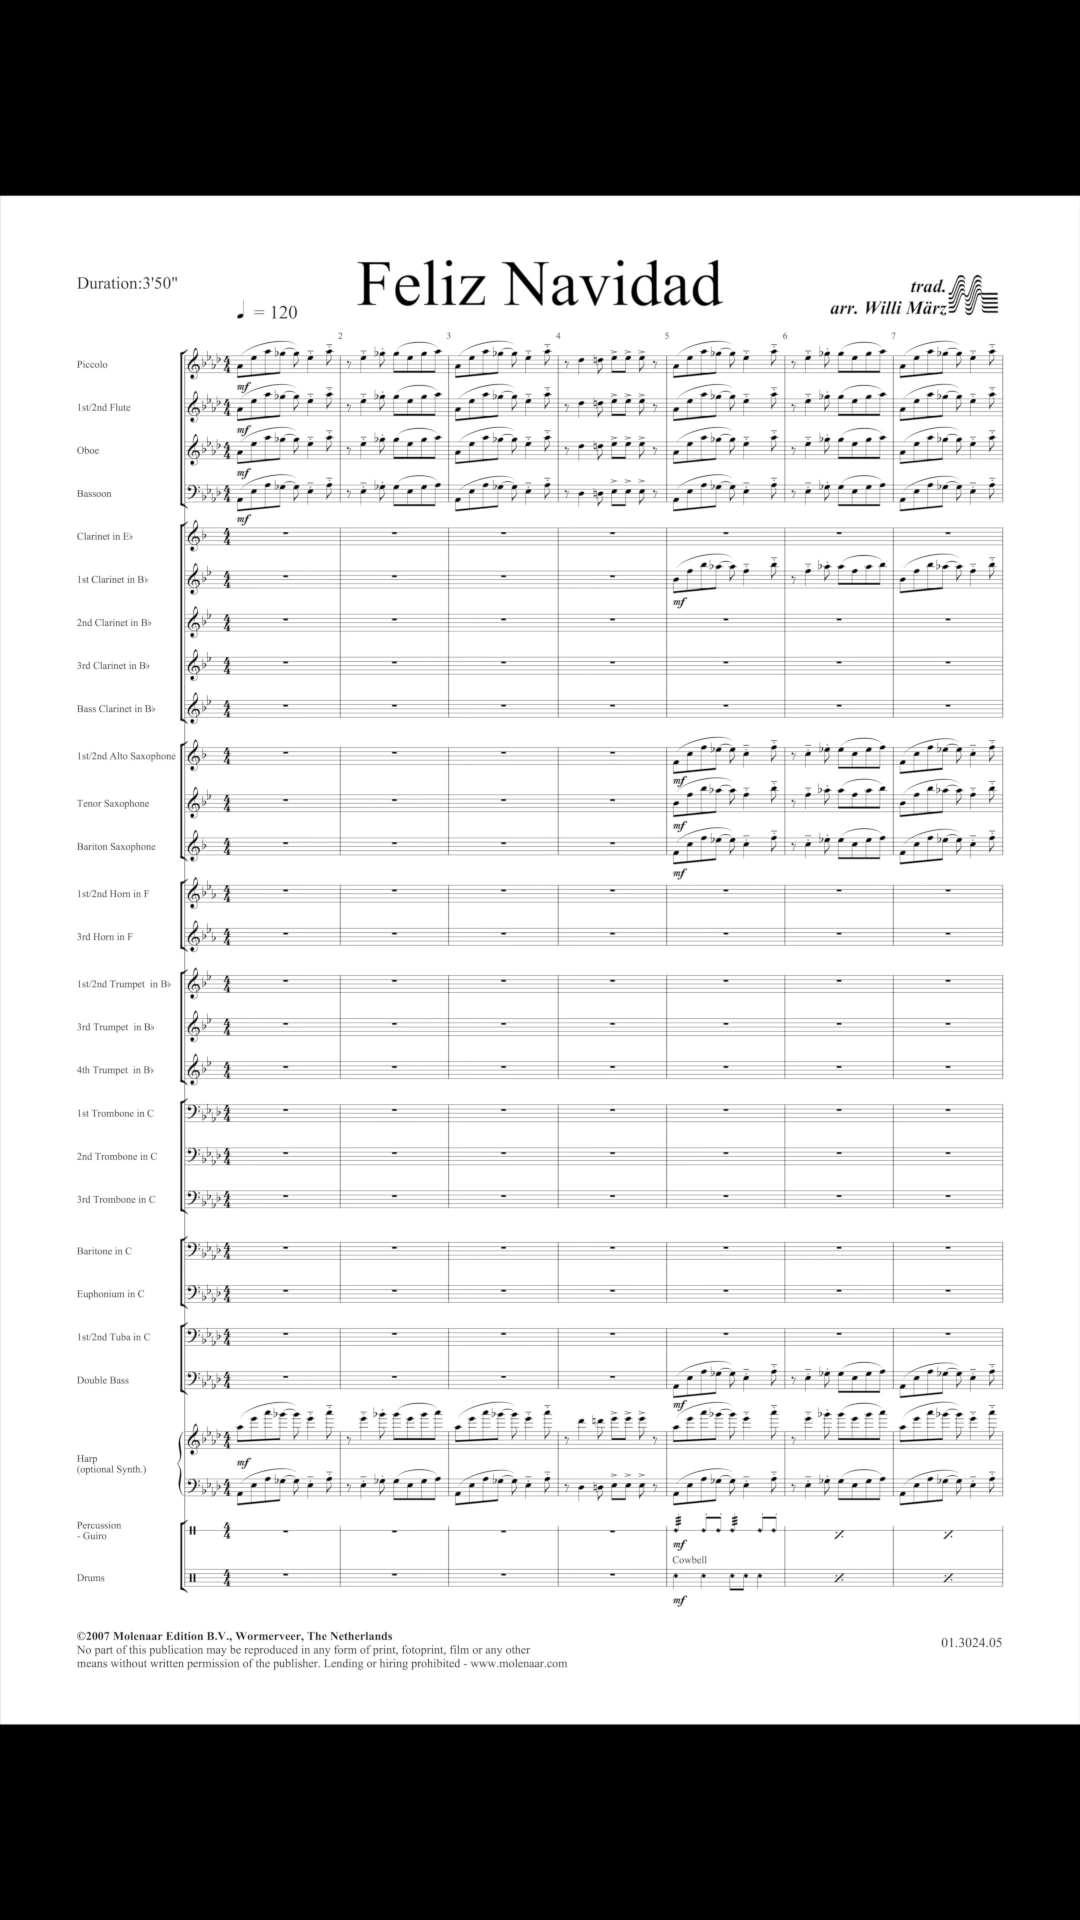 Duration:3'50"
Feliz Navidad
trad.
arr. Willi März
♩ = 120
2 3 4 5 6 7
Piccolo
mf
1st/2nd Flute
mf
Oboe
mf
Bassoon
mf
Clarinet in E♭
1st Clarinet in B♭
mf
2nd Clarinet in B♭
3rd Clarinet in B♭
Bass Clarinet in B♭
1st/2nd Alto Saxophone
mf
Tenor Saxophone
mf
Bariton Saxophone
mf
1st/2nd Horn in F
3rd Horn in F
1st/2nd Trumpet in B♭
3rd Trumpet in B♭
4th Trumpet in B♭
1st Trombone in C
2nd Trombone in C
3rd Trombone in C
Baritone in C
Euphonium in C
1st/2nd Tuba in C
Double Bass
mf
Harp
(optional Synth.)
mf
Percussion
- Guiro
mf
Cowbell
Drums
mf
©2007 Molenaar Edition B.V., Wormerveer, The Netherlands
No part of this publication may be reproduced in any form of print, fotoprint, film or any other
means without written permission of the publisher. Lending or hiring prohibited - www.molenaar.com
01.3024.05